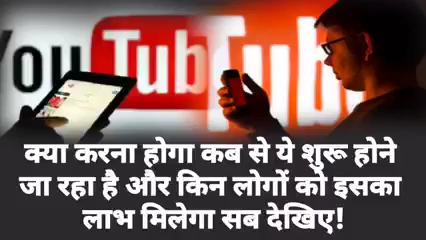 YouTube
क्या करना होगा कब से ये शुरू होने
जा रहा है और किन लोगों को इसका
लाभ मिलेगा सब देखिए!